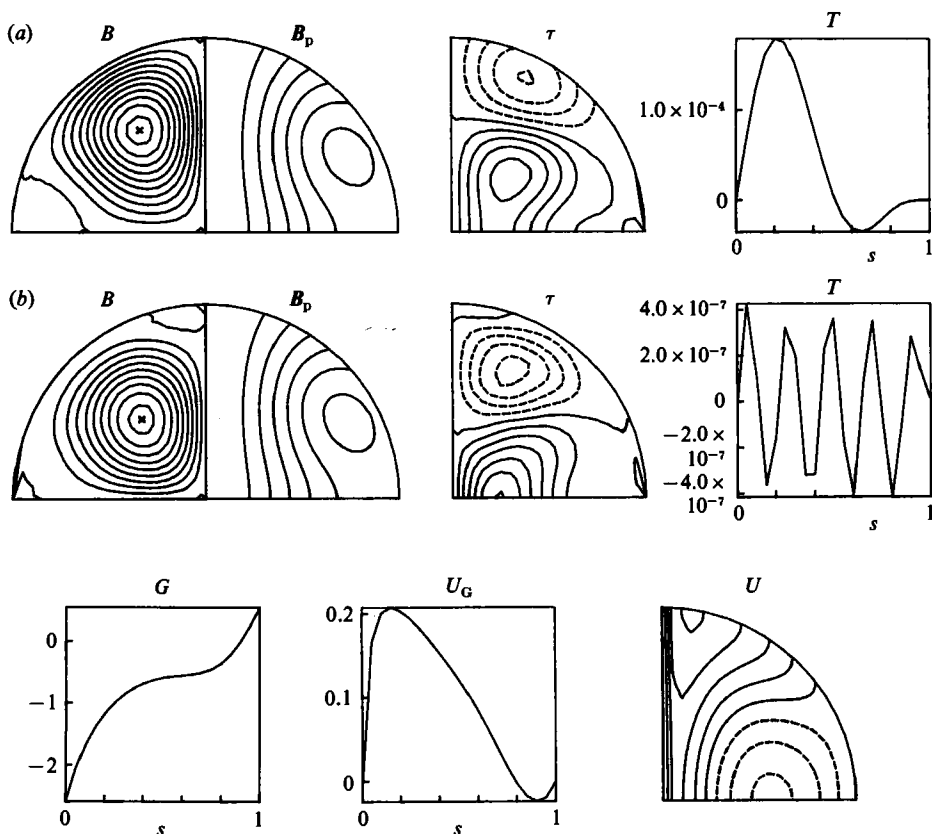 (a) B B_p τ T
1.0 × 10⁻⁴
0
0 s 1
(b) B B_p τ T
4.0 × 10⁻⁷
2.0 × 10⁻⁷
0
−2.0 ×
10⁻⁷
−4.0 ×
10⁻⁷
0 s 1
G U_G U
0
−1
−2
0 s 1
0.2
0.1
0
0 s 1